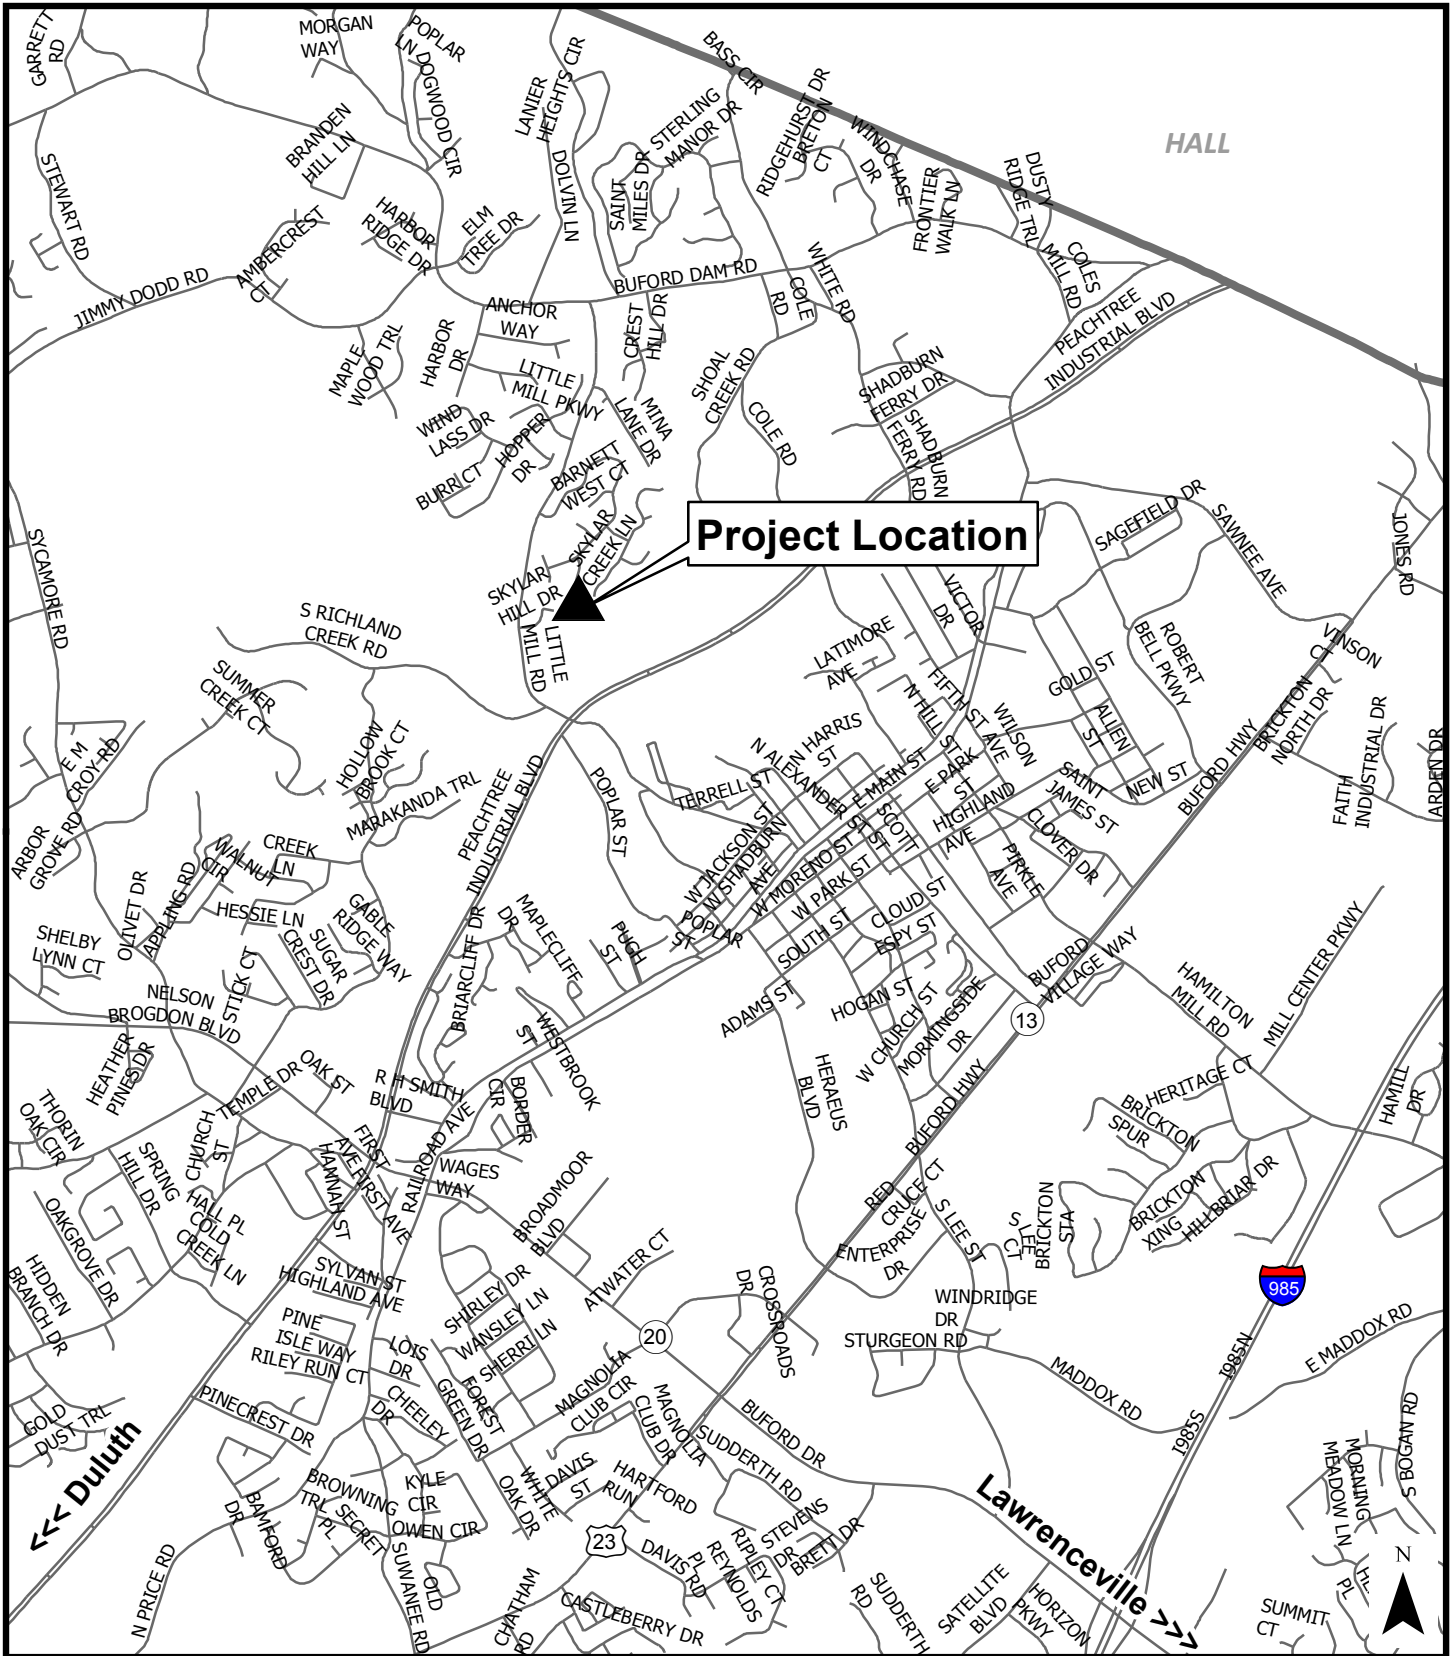 GARRETT
RD
MORGAN
WAY
POPLAR
LN
DOGWOOD CIR
LANIER
HEIGHTS CIR
BASS CIR
STERLING
MANOR DR
RIDGEHURST DR
BRETON
CT
WINDCHASE
DR
FRONTIER
WALK LN
DUSTY
RIDGE TRL
HALL
BRANDEN
HILL LN
STEWART RD
HARBOR
RIDGE DR
ELM
TREE DR
DOLVIN LN
SAINT
MILES DR
AMBERCREST
CT
JIMMY DODD RD
BUFORD DAM RD
WHITE RD
COLE
RD
COLES
MILL RD
PEACHTREE
INDUSTRIAL BLVD
ANCHOR
WAY
HARBOR
DR
CREST
HILL DR
MAPLE
WOOD TRL
LITTLE
MILL PKWY
SHOAL
CREEK RD
SHADBURN
FERRY DR
WIND
LASS DR
HOPPER
DR
MINA
LANE DR
COLE RD
SHADBURN
FERRY RD
BURR CT
BARNETT
WEST CT
SKYLAR
CREEK LN
Project Location
SAGEFIELD DR
SAWNEE AVE
JONES RD
SYCAMORE RD
SKYLAR
HILL DR
LITTLE
MILL RD
S RICHLAND
CREEK RD
VICTOR
DR
LATIMORE
AVE
ROBERT
BELL PKWY
VINSON
CT
SUMMER
CREEK CT
GOLD ST
FIFTH ST
N HILL ST
WILSON
AVE
ALLEN
ST
BRICKTON
NORTH DR
BUFORD HWY
FAITH
INDUSTRIAL DR
ARDEN DR
E M
CROY RD
HOLLOW
BROOK CT
N HARRIS
ST
N ALEXANDER ST
E MAIN ST
E PARK
ST
SAINT
JAMES ST
NEW ST
MARAKANDA TRL
PEACHTREE
INDUSTRIAL BLVD
POPLAR ST
TERRELL ST
W JACKSON ST
W SHADBURN
AVE
W MORENO ST
W PARK ST
SCOTT
ST
HIGHLAND
AVE
CLOVER DR
PIRKLE
AVE
ARBOR
GROVE RD
WALNUT
CIR
CREEK
LN
OLIVET DR
APPLING RD
HESSIE LN
GABLE
RIDGE WAY
SUGAR
CREST DR
MAPLECLIFF
DR
PUGH
ST
POPLAR
ST
SOUTH ST
CLOUD ST
ESPY ST
SHELBY
LYNN CT
STICK CT
BRIARCLIFF DR
ADAMS ST
HOGAN ST
W CHURCH ST
MORNINGSIDE
DR
BUFORD
VILLAGE WAY
13
HAMILTON
MILL RD
MILL CENTER PKWY
NELSON
BROGDON BLVD
HEATHER
PINES DR
WESTBROOK
ST
HERAEUS
BLVD
TEMPLE DR
OAK ST
R H SMITH
BLVD
BORDER
CIR
BUFORD HWY
HERITAGE CT
HAMILL
DR
THORIN
OAK CIR
CHURCH
ST
FIRST
AVE
FIRST AVE
HANNAH ST
RAILROAD AVE
WAGES
WAY
BRICKTON
SPUR
SPRING
HILL DR
HALL PL
COLD
CREEK LN
OAKGROVE DR
BROADMOOR
BLVD
RED
CRUCE CT
ENTERPRISE
DR
S LEE ST
S LEE
CT
BRICKTON
STA
BRICKTON
XING
HILLBRIAR DR
HIDDEN
BRANCH DR
SYLVAN ST
HIGHLAND AVE
ATWATER CT
CROSSROADS
DR
985
PINE
ISLE WAY
RILEY RUN CT
SHIRLEY DR
WANSLEY LN
SHERRI LN
20
WINDRIDGE
DR
STURGEON RD
MADDOX RD
E MADDOX RD
I985N
I985S
LOIS
DR
CHEELEY
DR
FOREST
GREEN DR
MAGNOLIA
CLUB CIR
MAGNOLIA
CLUB DR
BUFORD DR
SUDDERTH RD
GOLD
DUST TRL
PINECREST DR
<<< Duluth
Lawrenceville >>>
S BOGAN RD
MORNING
MEADOW LN
BROWNING
TRL
SECRET
PL
KYLE
CIR
OWEN CIR
BAMFORD
DR
WHITE
OAK DR
DAVIS
ST
HARTFORD
RUN
23
DAVIS RD
STEVENS
DR
BRETT DR
RIPLEY CT
REYNOLDS
PL
N PRICE RD
OLD
SUWANEE RD
CHATHAM
RD
CASTLEBERRY DR
SUDDERTH
RD
SATELLITE
BLVD
HORIZON
PKWY
SUMMIT
CT
PL
N